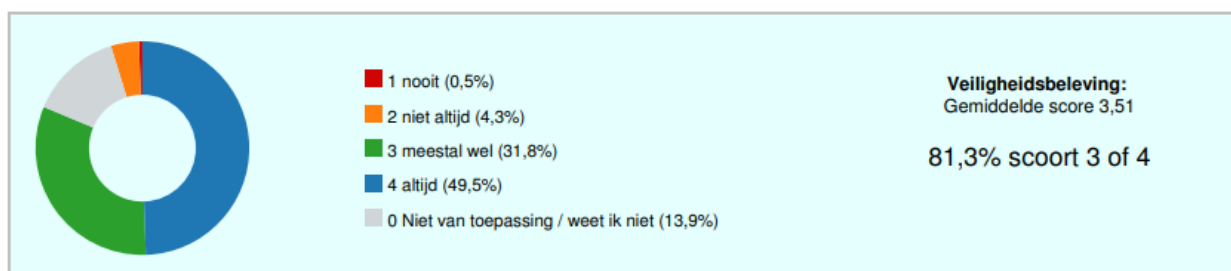 1 nooit (0,5%)
2 niet altijd (4,3%)
3 meestal wel (31,8%)
4 altijd (49,5%)
0 Niet van toepassing / weet ik niet (13,9%)
Veiligheidsbeleving:
Gemiddelde score 3,51
81,3% scoort 3 of 4